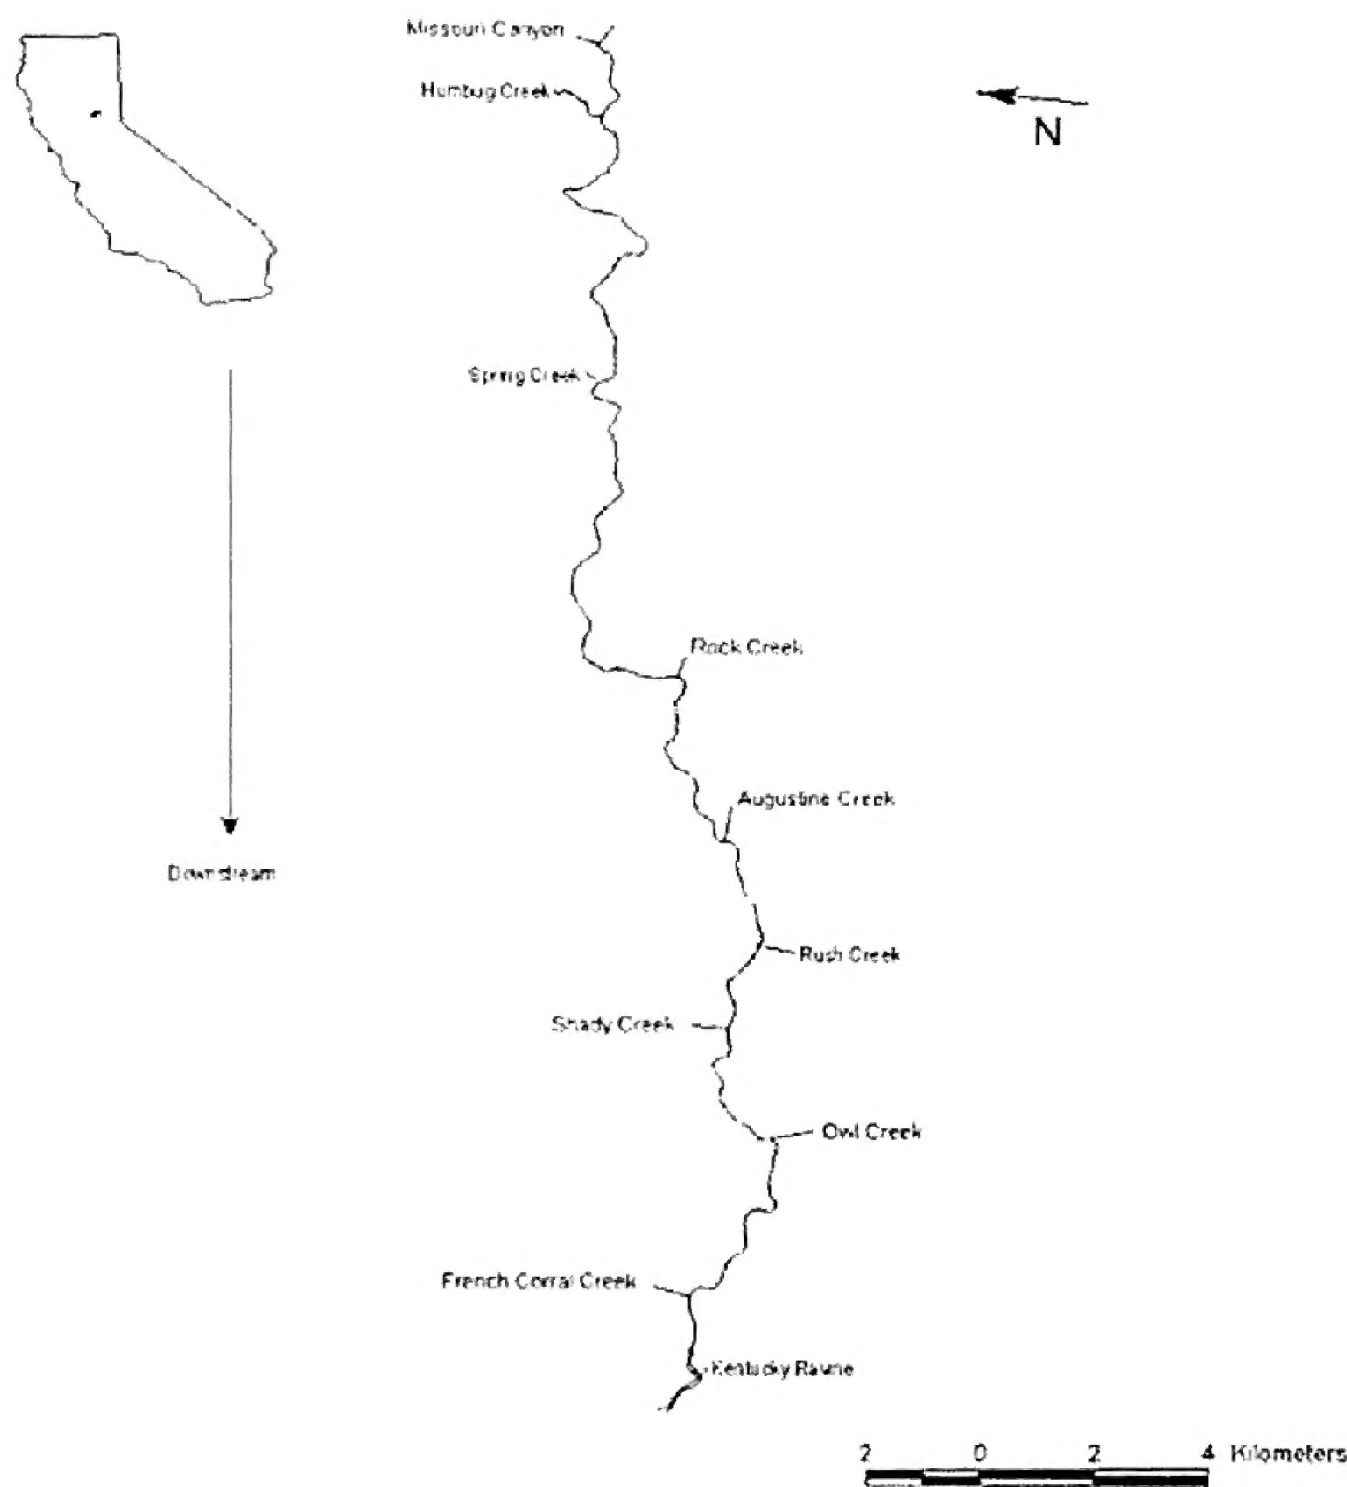 Missouri Canyon
Humbug Creek
N
Spring Creek
Rock Creek
Augustine Creek
Downstream
Rush Creek
Shady Creek
Owl Creek
French Corral Creek
Kentucky Ravine
2 0 2 4 Kilometers